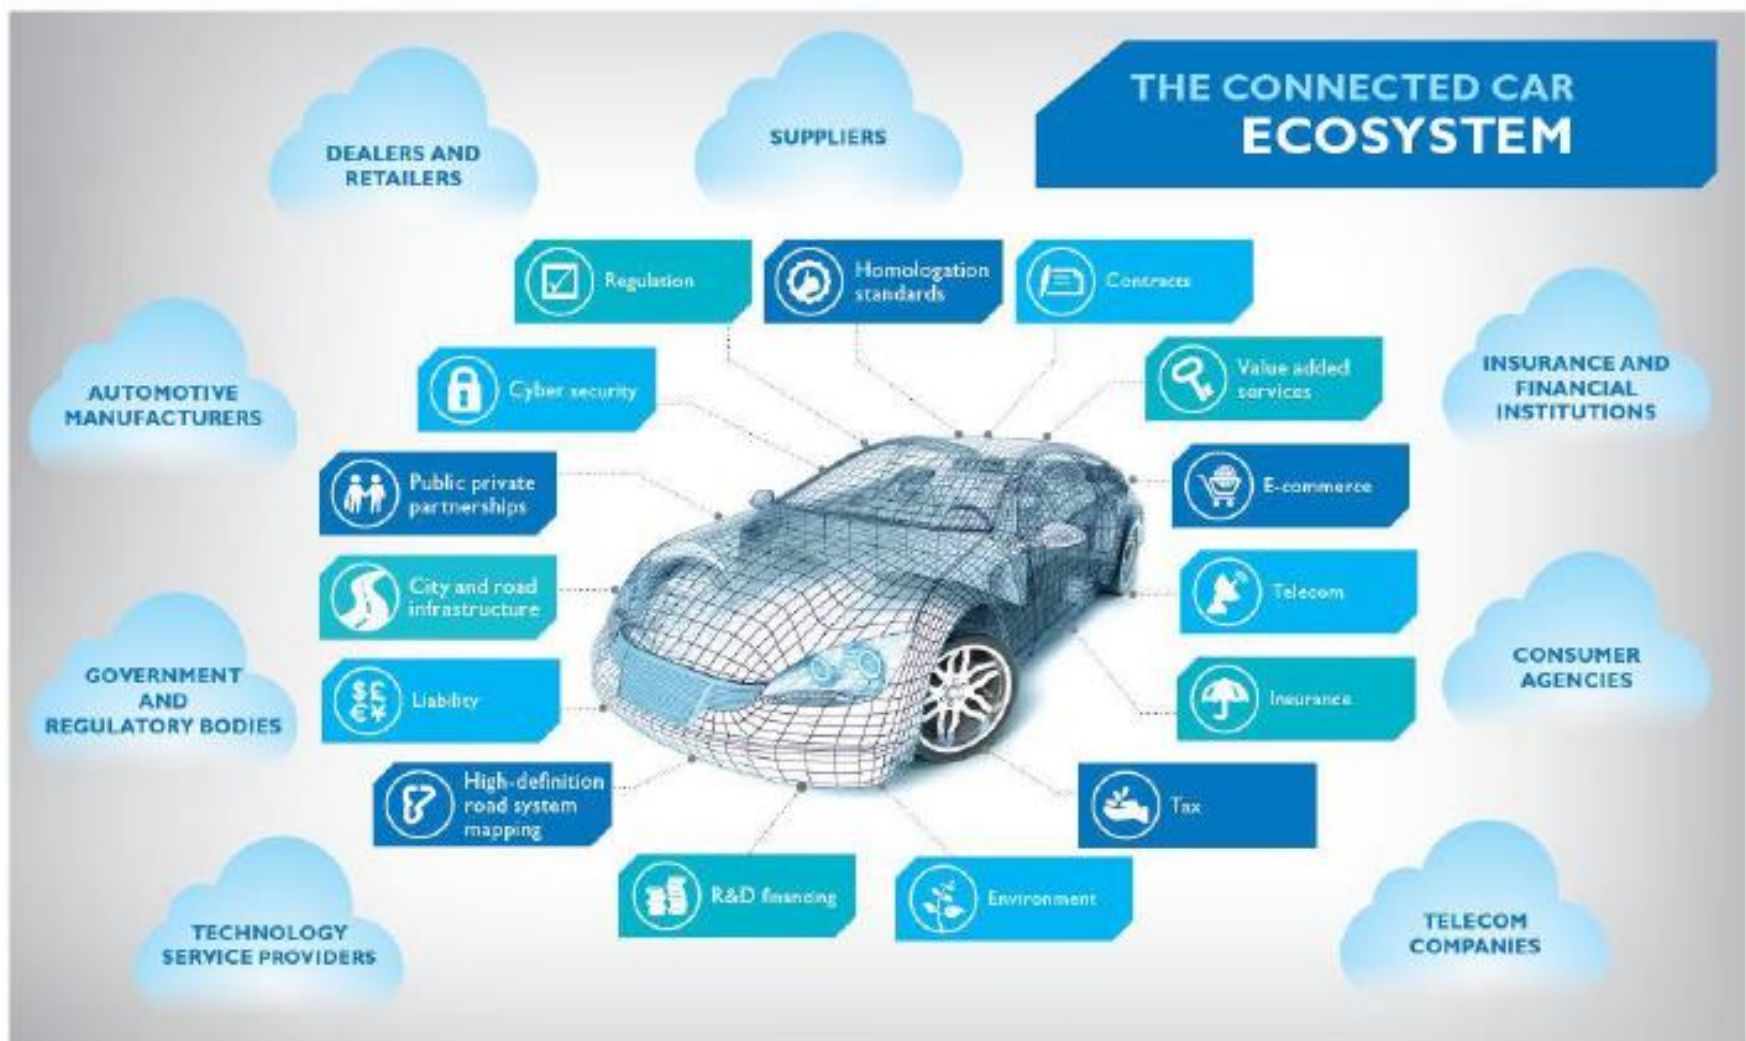 THE CONNECTED CAR
ECOSYSTEM
DEALERS AND
RETAILERS
SUPPLIERS
Regulation
Homologation
standards
Contracts
Cyber security
Value added
services
AUTOMOTIVE
MANUFACTURERS
INSURANCE AND
FINANCIAL
INSTITUTIONS
Public private
partnerships
E-commerce
City and road
infrastructure
Telecom
GOVERNMENT
AND
REGULATORY BODIES
CONSUMER
AGENCIES
$ £
€ ¥
Liability
Insurance
High-definition
road system
mapping
Tax
R&D financing
Environment
TECHNOLOGY
SERVICE PROVIDERS
TELECOM
COMPANIES